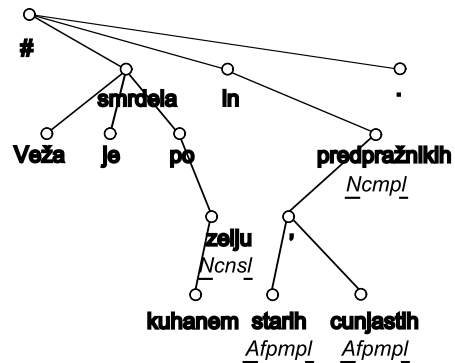 #
smrdela in .
Veža je po predpražnikih
Ncmpl
zelju ,
Ncnsl
kuhanem starih cunjastih
Afpmpl Afpmpl